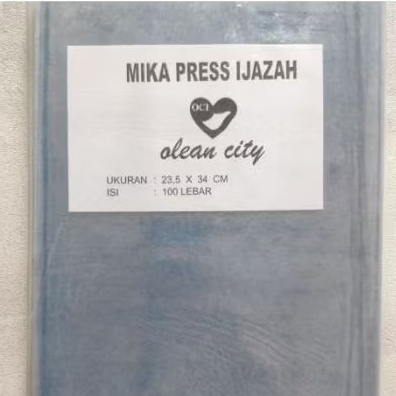 MIKA PRESS IJAZAH
OCI
olean city
UKURAN : 23,5 X 34 CM
ISI : 100 LEBAR